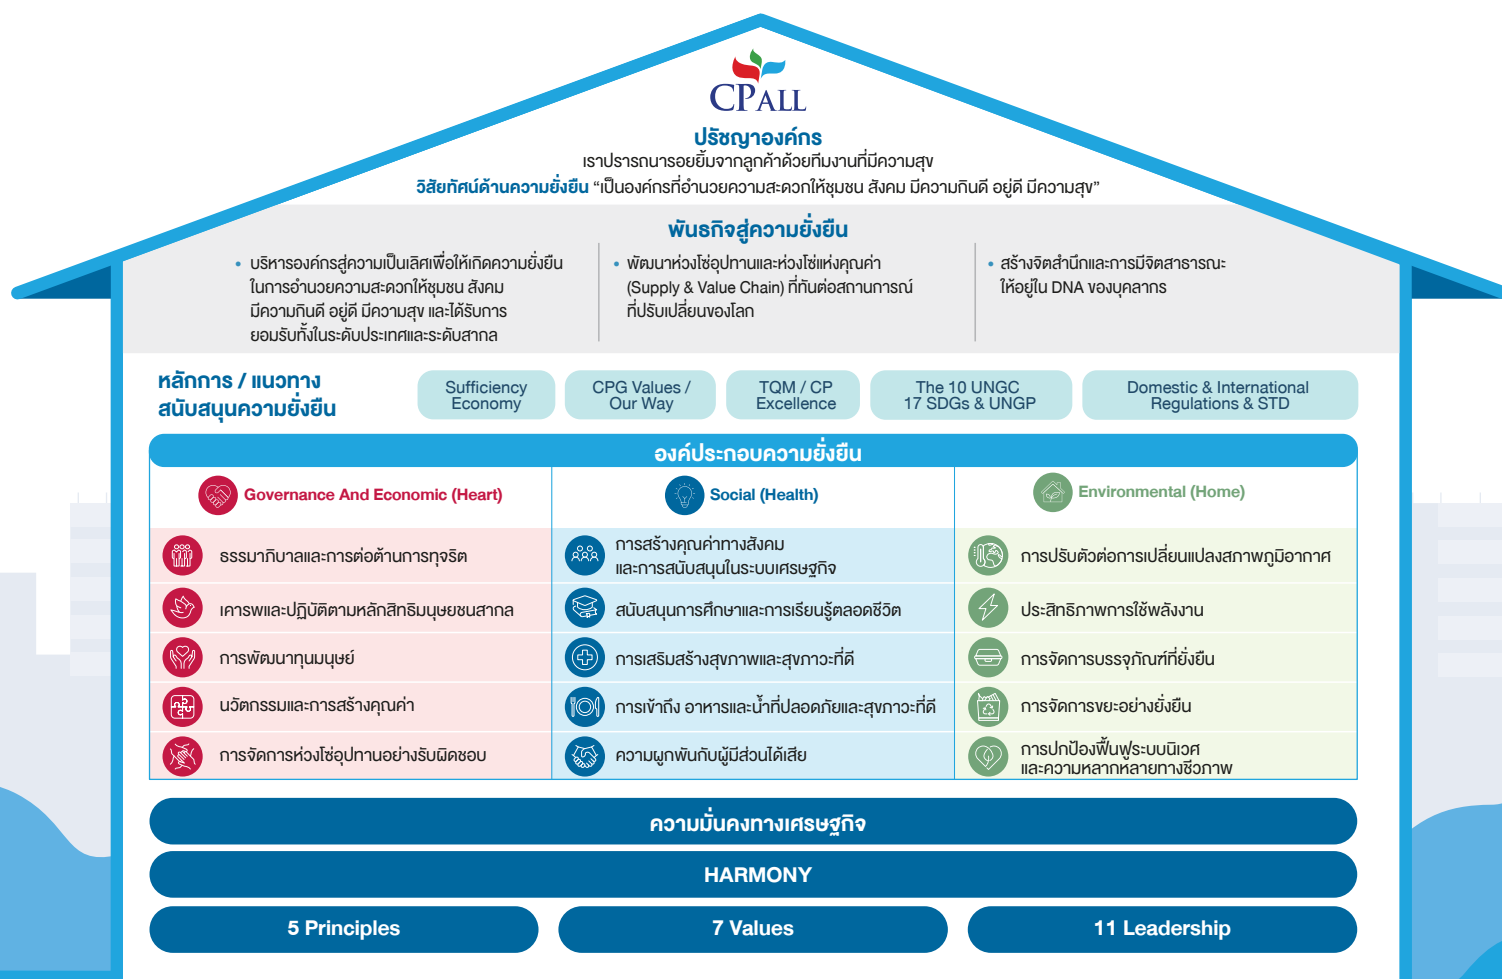 CPALL
ปรัชญาองค์กร
เราปรารถนารอยยิ้มจากลูกค้าด้วยทีมงานที่มีความสุข
วิสัยทัศน์ด้านความยั่งยืน “เป็นองค์กรที่อำนวยความสะดวกให้ชุมชน สังคม มีความกินดี อยู่ดี มีความสุข”
พันธกิจสู่ความยั่งยืน
• บริหารองค์กรสู่ความเป็นเลิศเพื่อให้เกิดความยั่งยืน
ในการอำนวยความสะดวกให้ชุมชน สังคม
มีความกินดี อยู่ดี มีความสุข และได้รับการ
ยอมรับทั้งในระดับประเทศและระดับสากล
• พัฒนาห่วงโซ่อุปทานและห่วงโซ่แห่งคุณค่า
(Supply & Value Chain) ที่ทันต่อสถานการณ์
ที่ปรับเปลี่ยนของโลก
• สร้างจิตสำนึกและการมีจิตสาธารณะ
ให้อยู่ใน DNA ของบุคลากร
หลักการ / แนวทาง
สนับสนุนความยั่งยืน
Sufficiency
Economy
CPG Values /
Our Way
TQM / CP
Excellence
The 10 UNGC
17 SDGs & UNGP
Domestic & International
Regulations & STD
องค์ประกอบความยั่งยืน
Governance And Economic (Heart)
ธรรมาภิบาลและการต่อต้านการทุจริต
เคารพและปฏิบัติตามหลักสิทธิมนุษยชนสากล
การพัฒนาทุนมนุษย์
นวัตกรรมและการสร้างคุณค่า
การจัดการห่วงโซ่อุปทานอย่างรับผิดชอบ
Social (Health)
การสร้างคุณค่าทางสังคม
และการสนับสนุนในระบบเศรษฐกิจ
สนับสนุนการศึกษาและการเรียนรู้ตลอดชีวิต
การเสริมสร้างสุขภาพและสุขภาวะที่ดี
การเข้าถึง อาหารและน้ำที่ปลอดภัยและสุขภาวะที่ดี
ความผูกพันกับผู้มีส่วนได้เสีย
Environmental (Home)
การปรับตัวต่อการเปลี่ยนแปลงสภาพภูมิอากาศ
ประสิทธิภาพการใช้พลังงาน
การจัดการบรรจุภัณฑ์ที่ยั่งยืน
การจัดการขยะอย่างยั่งยืน
การปกป้องฟื้นฟูระบบนิเวศ
และความหลากหลายทางชีวภาพ
ความมั่นคงทางเศรษฐกิจ
HARMONY
5 Principles
7 Values
11 Leadership